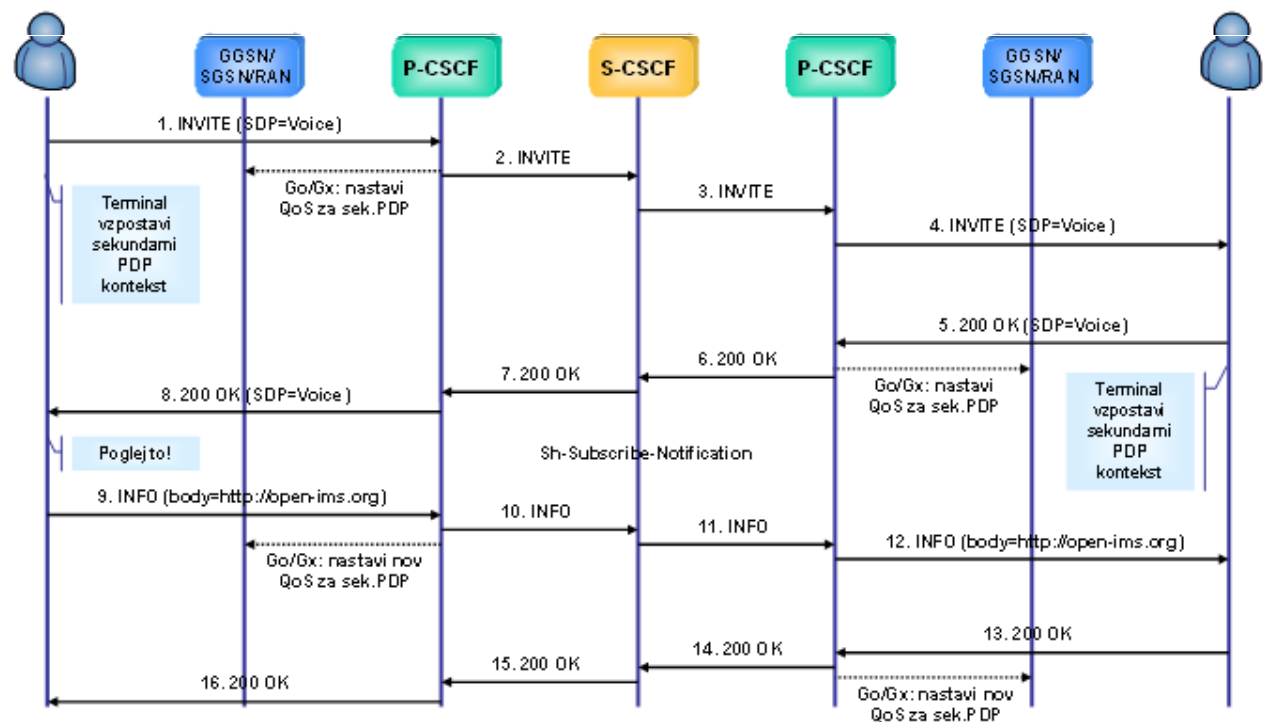 GGSN/
SGSN/RAN
P-CSCF
S-CSCF
P-CSCF
GGSN/
SGSN/RAN
1. INVITE (SDP=Voice)
2. INVITE
Go/Gx: nastavi
QoS za sek.PDP
3. INVITE
Terminal
vzpostavi
sekundarni
PDP
kontekst
4. INVITE (SDP=Voice)
5. 200 OK (SDP=Voice)
6. 200 OK
7. 200 OK
Go/Gx: nastavi
QoS za sek.PDP
8. 200 OK (SDP=Voice)
Terminal
vzpostavi
sekundarni
PDP
kontekst
Poglej to!
Sh-Subscribe-Notification
9. INFO (body=http://open-ims.org)
10. INFO
11. INFO
12. INFO (body=http://open-ims.org)
Go/Gx: nastavi nov
QoS za sek.PDP
13. 200 OK
14. 200 OK
15. 200 OK
16. 200 OK
Go/Gx: nastavi nov
QoS za sek.PDP